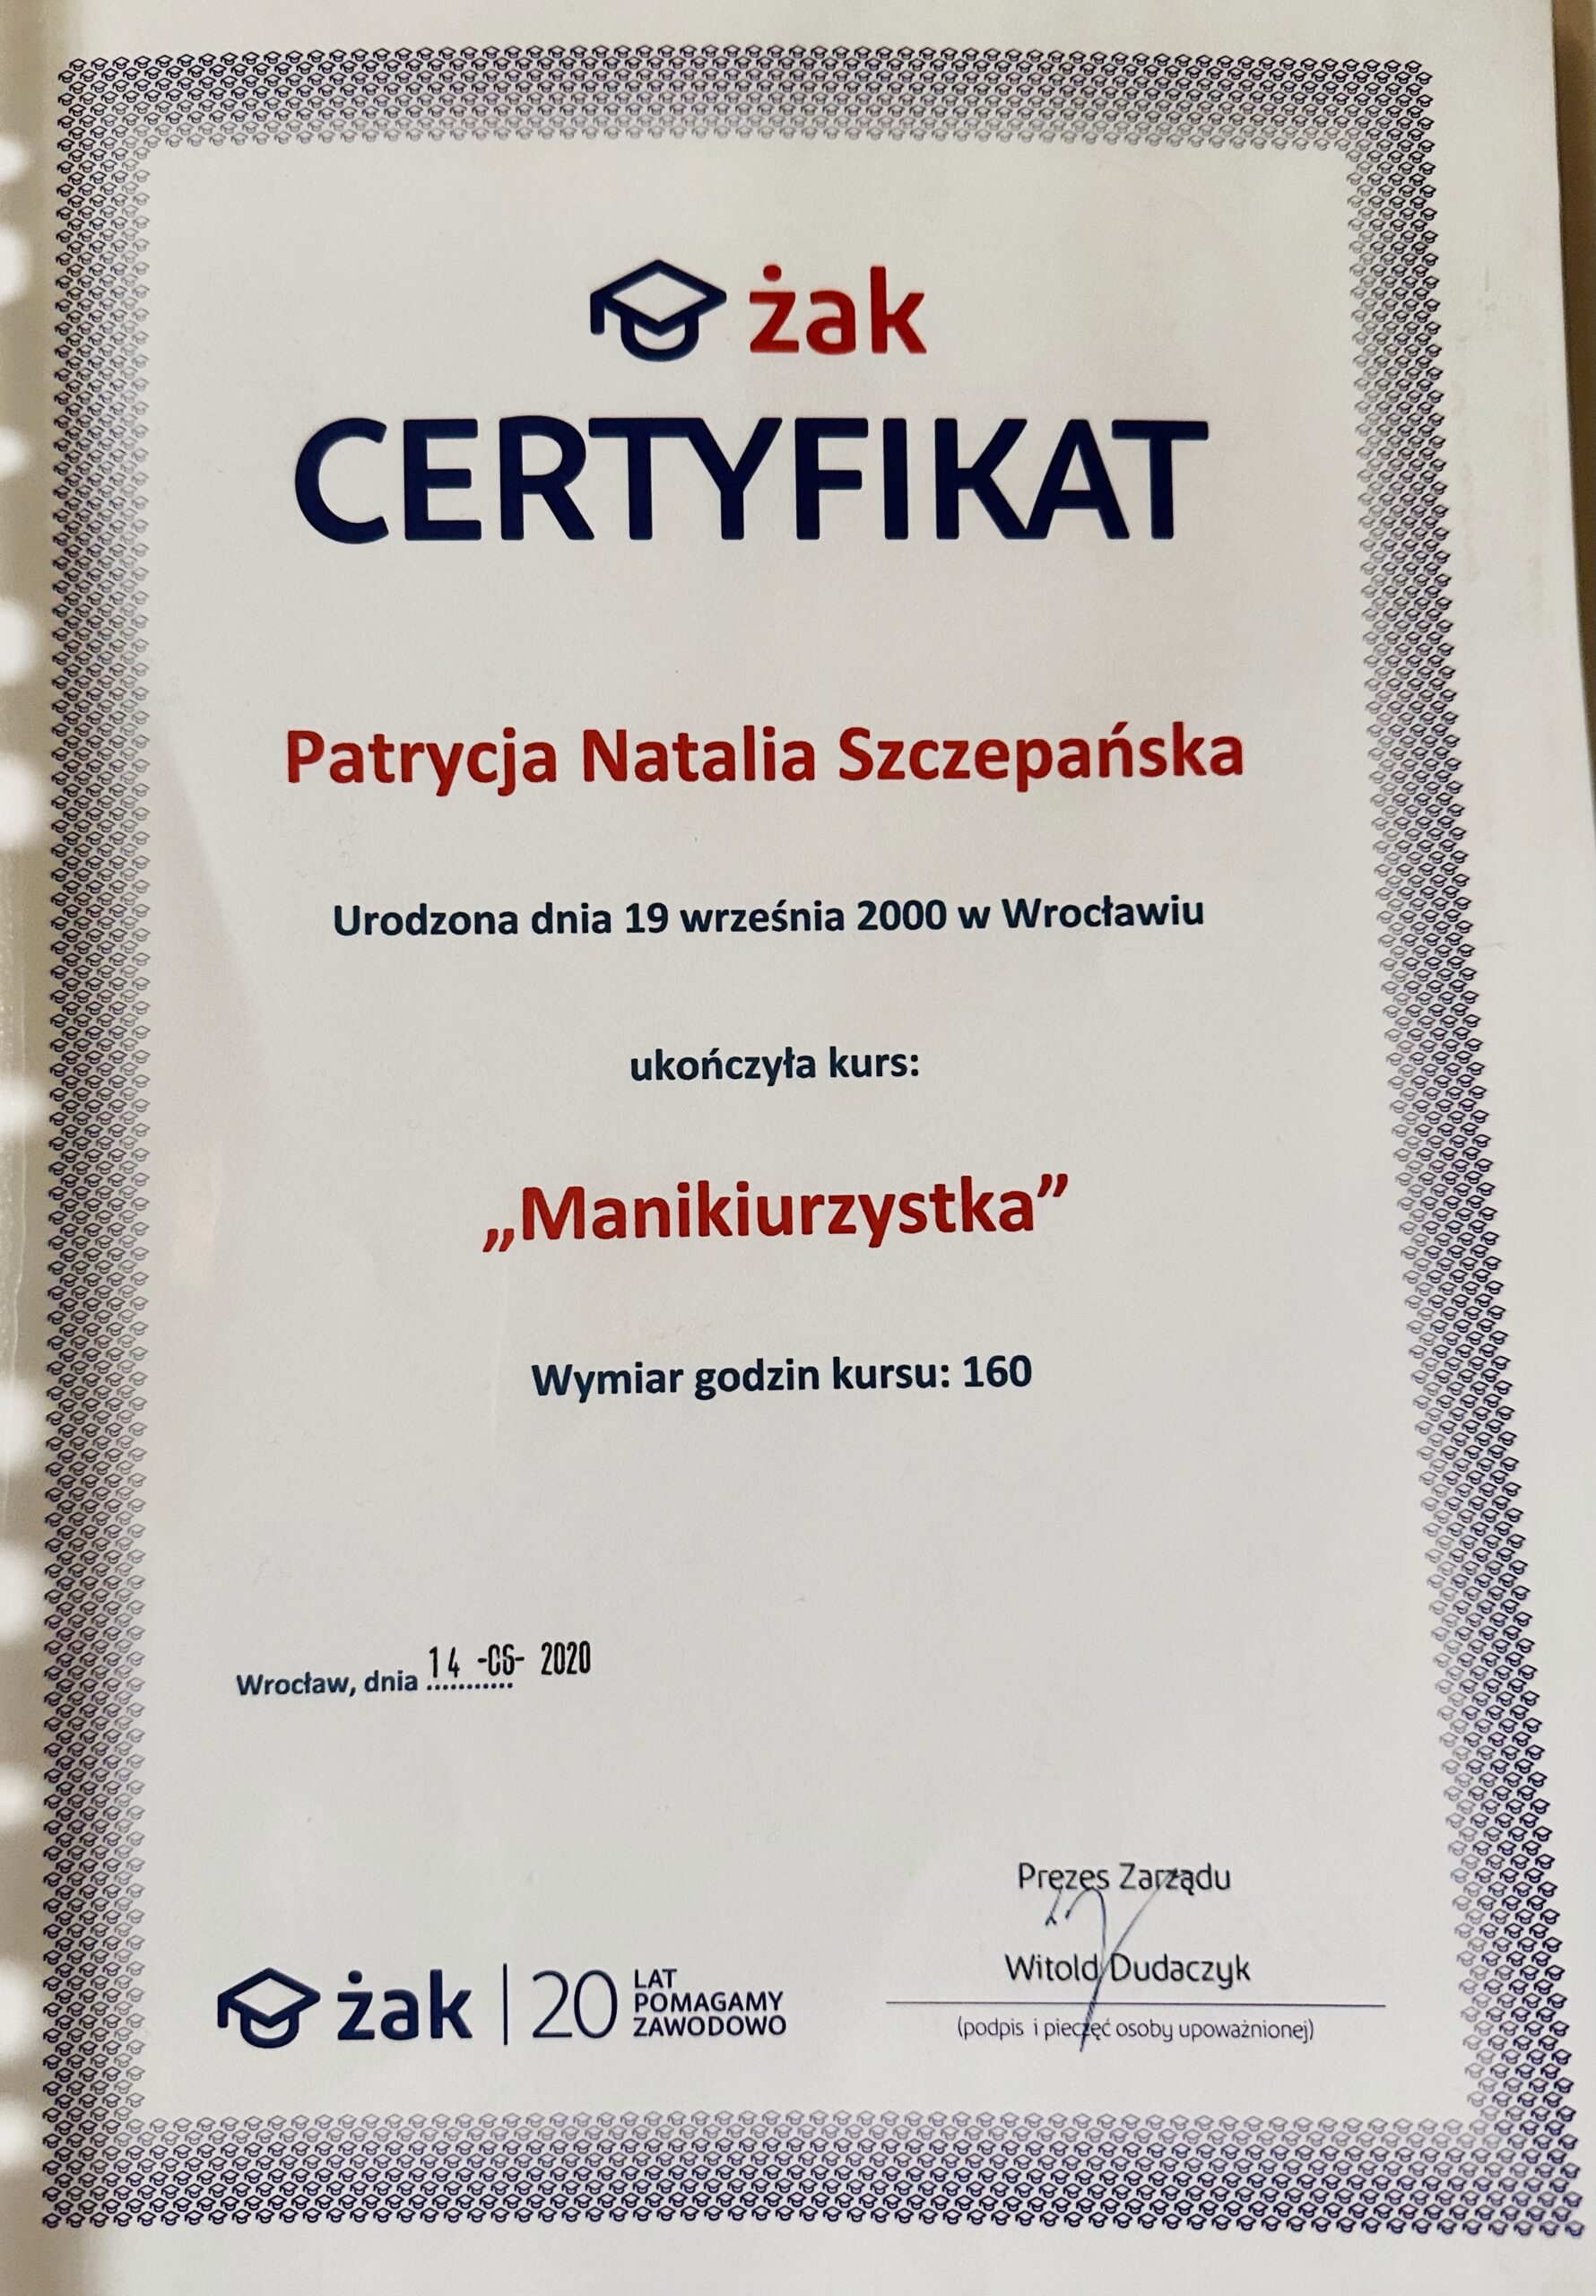 żak
CERTYFIKAT
Patrycja Natalia Szczepańska
Urodzona dnia 19 września 2000 w Wrocławiu
ukończyła kurs:
„Manikiurzystka”
Wymiar godzin kursu: 160
Wrocław, dnia 14 -06- 2020
Prezes Zarządu
Witold Dudaczyk
(podpis i pieczęć osoby upoważnionej)
żak | 20 LAT
POMAGAMY
ZAWODOWO